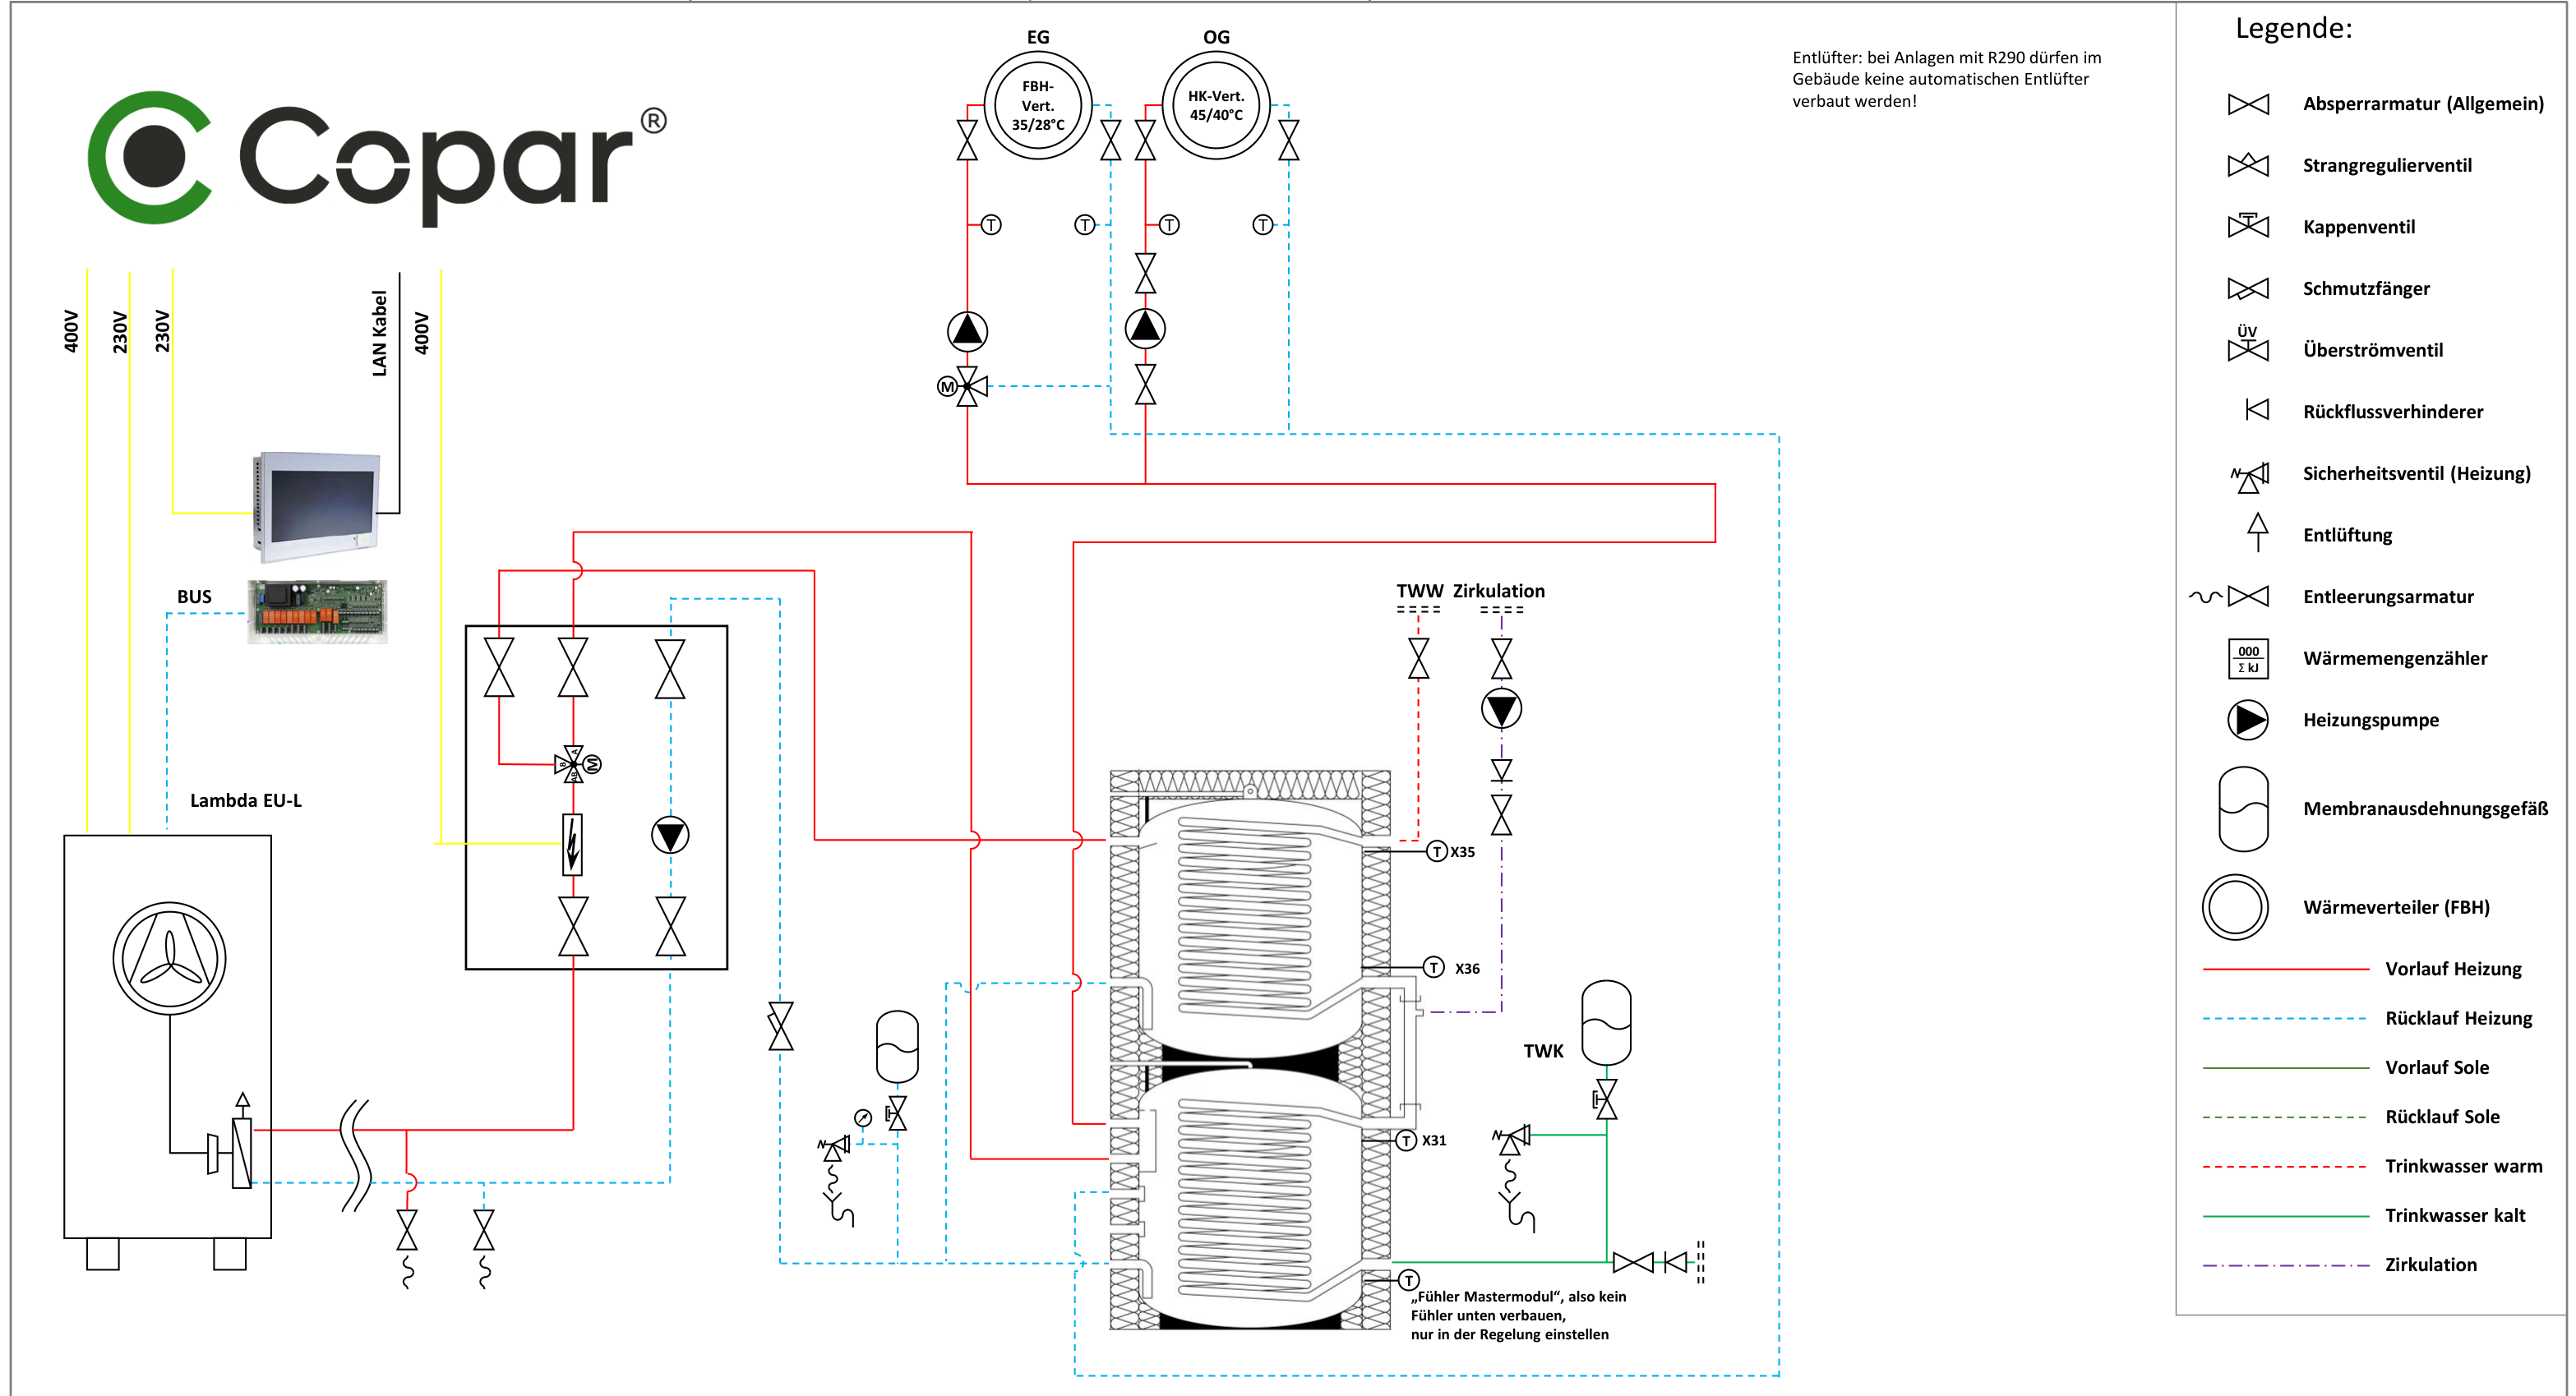 Copar®
EG
FBH-
Vert.
35/28°C
OG
HK-Vert.
45/40°C
Entlüfter: bei Anlagen mit R290 dürfen im
Gebäude keine automatischen Entlüfter
verbaut werden!
T
T
T
T
M
400V
230V
230V
LAN Kabel
400V
BUS
Lambda EU-L
A
B
AB
M
TWW
Zirkulation
T X35
T X36
T X31
T
„Fühler Mastermodul“, also kein
Fühler unten verbauen,
nur in der Regelung einstellen
TWK
Legende:
Absperrarmatur (Allgemein)
Strangregulierventil
Kappenventil
Schmutzfänger
ÜV
Überströmventil
Rückflussverhinderer
Sicherheitsventil (Heizung)
Entlüftung
Entleerungsarmatur
000
Σ kJ
Wärmemengenzähler
Heizungspumpe
Membranausdehnungsgefäß
Wärmeverteiler (FBH)
Vorlauf Heizung
Rücklauf Heizung
Vorlauf Sole
Rücklauf Sole
Trinkwasser warm
Trinkwasser kalt
Zirkulation